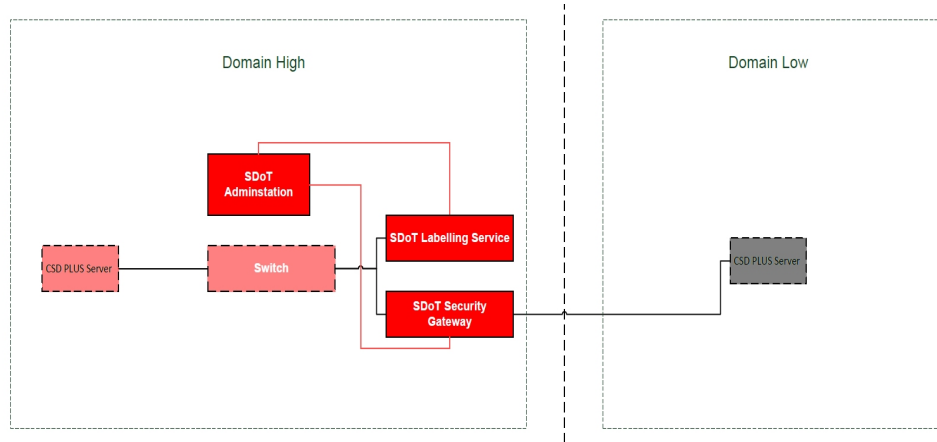 Domain High
Domain Low
SDoT
Adminstation
SDoT Labelling Service
CSD PLUS Server
Switch
SDoT Security
Gateway
CSD PLUS Server